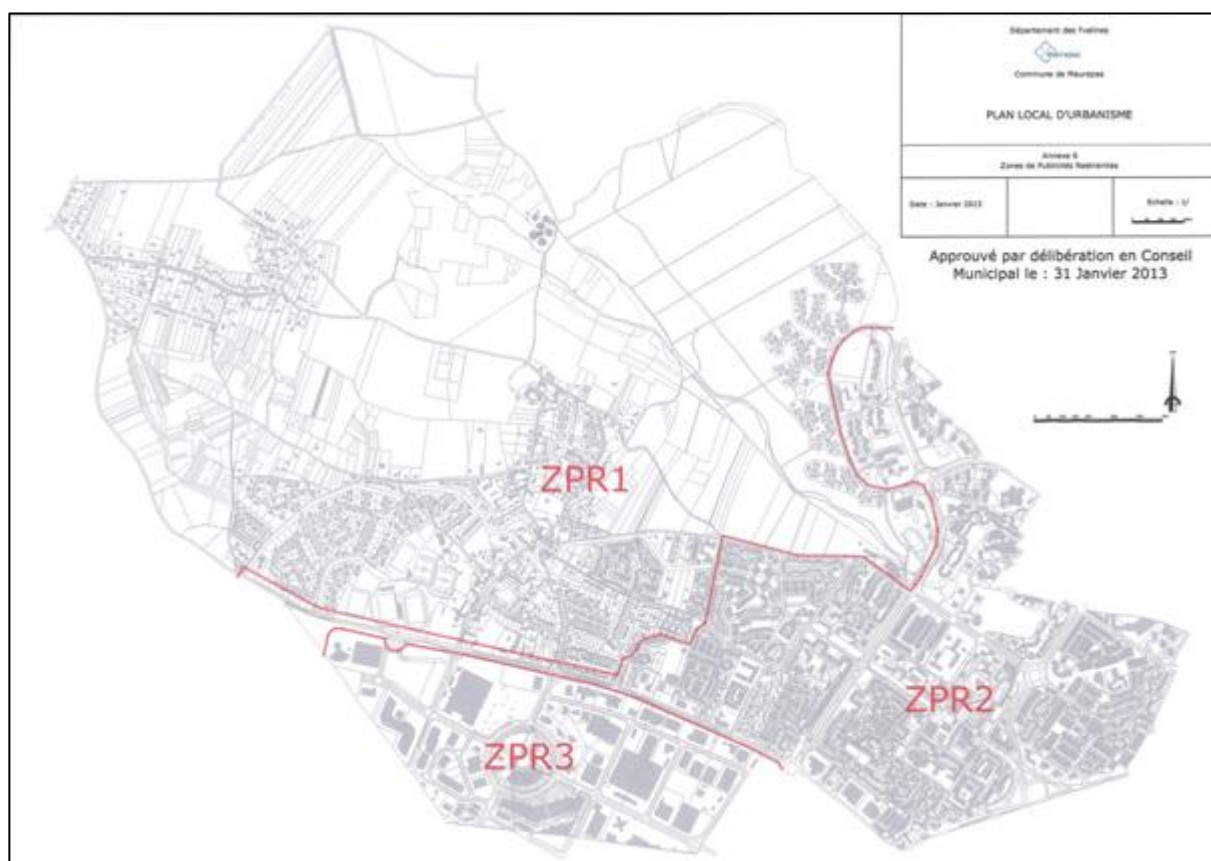 Département des Yvelines
Commune de Maurepas
PLAN LOCAL D'URBANISME
Annexe 6
Zones de Publicités Restreintes
Date : Janvier 2013
Echelle : 1/
Approuvé par délibération en Conseil
Municipal le : 31 Janvier 2013
ZPR1
ZPR2
ZPR3